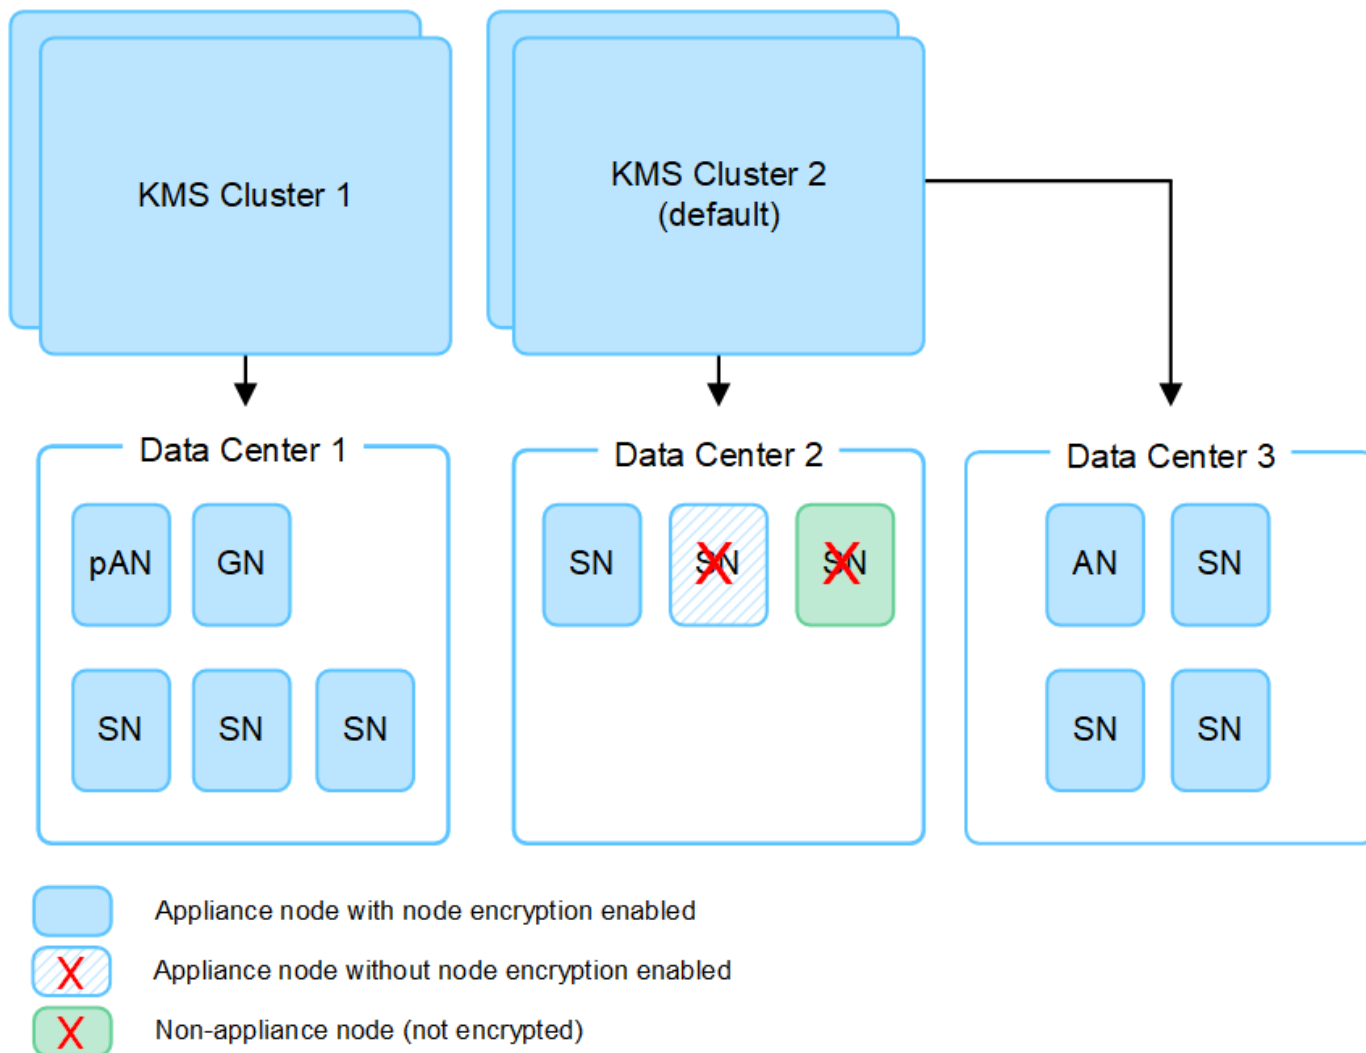 KMS Cluster 1
KMS Cluster 2
(default)
Data Center 1
Data Center 2
Data Center 3
pAN
GN
SN
SN
SN
SN
SN
SN
AN
SN
SN
SN
Appliance node with node encryption enabled
X
Appliance node without node encryption enabled
X
Non-appliance node (not encrypted)